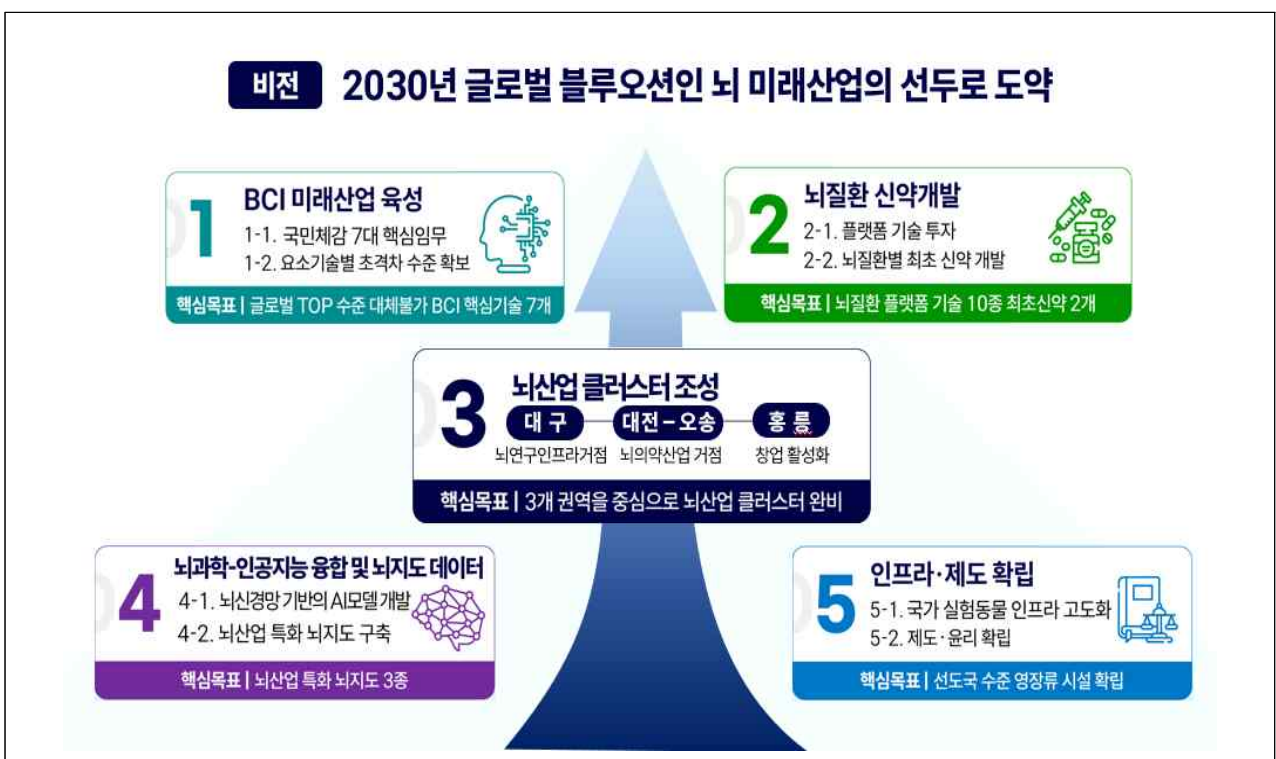 비전 2030년 글로벌 블루오션인 뇌 미래산업의 선두로 도약
1 BCI 미래산업 육성
1-1. 국민체감 7대 핵심임무
1-2. 요소기술별 초격차 수준 확보
핵심목표 | 글로벌 TOP 수준 대체불가 BCI 핵심기술 7개
2 뇌질환 신약개발
2-1. 플랫폼 기술 투자
2-2. 뇌질환별 최초 신약 개발
핵심목표 | 뇌질환 플랫폼 기술 10종 최초신약 2개
3 뇌산업 클러스터 조성
대구 대전-오송 홍릉
뇌연구인프라거점 뇌의약산업 거점 창업 활성화
핵심목표 | 3개 권역을 중심으로 뇌산업 클러스터 완비
4 뇌과학-인공지능 융합 및 뇌지도 데이터
4-1. 뇌신경망 기반의 AI모델 개발
4-2. 뇌산업 특화 뇌지도 구축
핵심목표 | 뇌산업 특화 뇌지도 3종
5 인프라·제도 확립
5-1. 국가 실험동물 인프라 고도화
5-2. 제도·윤리 확립
핵심목표 | 선도국 수준 영장류 시설 확립